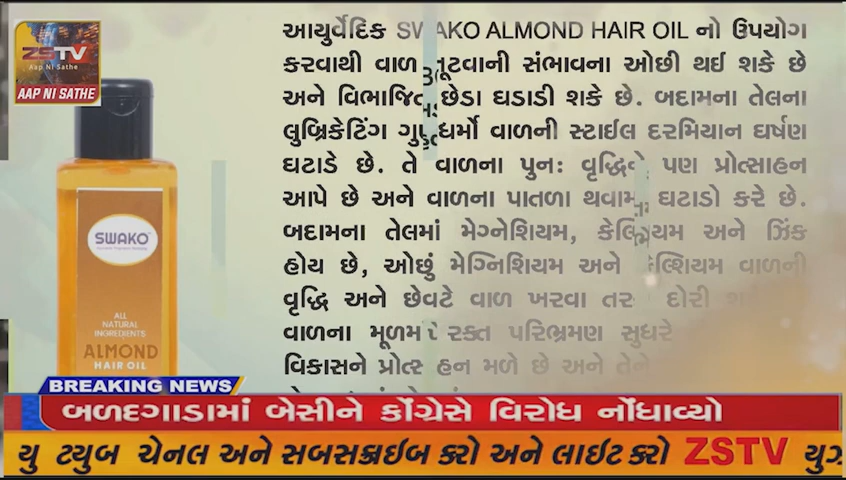 ZSTV
Aap Ni Sathe
AAP NI SATHE
SWAKO
ALL
NATURAL
INGREDIENTS
ALMOND
HAIR OIL
આયુર્વેદિક SWAKO ALMOND HAIR OIL નો ઉપયોગ
કરવાથી વાળ તૂટવાની સંભાવના ઓછી થઈ શકે છે
અને વિભાજિત છેડા ઘડાડી શકે છે. બદામના તેલના
લુબ્રિકેટિંગ ગુણધર્મો વાળની સ્ટાઈલ દરમિયાન ઘર્ષણ
ઘટાડે છે. તે વાળના પુનઃ વૃદ્ધિને પણ પ્રોત્સાહન
આપે છે અને વાળના પાતળા થવામાં ઘટાડો કરે છે.
બદામના તેલમાં મેગ્નેશિયમ, કેલ્શિયમ અને ઝિંક
હોય છે, ઓછું મેગ્નિશિયમ અને કેલ્શિયમ વાળની
વૃદ્ધિ અને છેવટે વાળ ખરવા તરફ દોરી
વાળના રક્ત પરિભ્રમણ સુધરે
વિકાસને પ્રોત્સાહન મળે છે અને તેને
BREAKING NEWS
બળદગાડામાં બેસીને કોંગ્રેસે વિરોધ નોંધાવ્યો
યુ ટ્યુબ ચેનલ અને સબસક્રાઇબ કરો અને લાઈટ કરો ZSTV યુગ